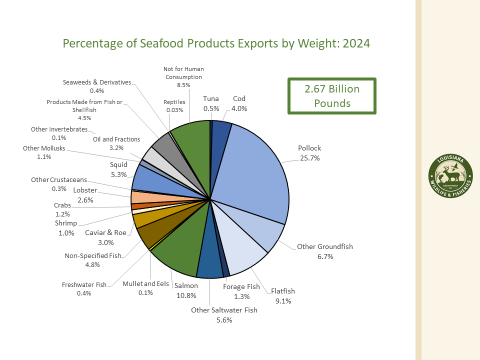 Percentage of Seafood Products Exports by Weight: 2024
2.67 Billion
Pounds
Not for Human
Consumption
8.5%
Seaweeds & Derivatives
0.4%
Products Made from Fish or
Shellfish
4.5%
Reptiles
0.03%
Tuna
0.5%
Cod
4.0%
Other Invertebrates
0.1%
Oil and Fractions
3.2%
Other Mollusks
1.1%
Pollock
25.7%
Squid
5.3%
Other Crustaceans
0.3%
Lobster
2.6%
Crabs
1.2%
Shrimp
1.0%
Caviar & Roe
3.0%
Other Groundfish
6.7%
Non-Specified Fish
4.8%
Freshwater Fish
0.4%
Mullet and Eels
0.1%
Salmon
10.8%
Forage Fish
1.3%
Flatfish
9.1%
Other Saltwater Fish
5.6%
LOUISIANA
WILDLIFE & FISHERIES